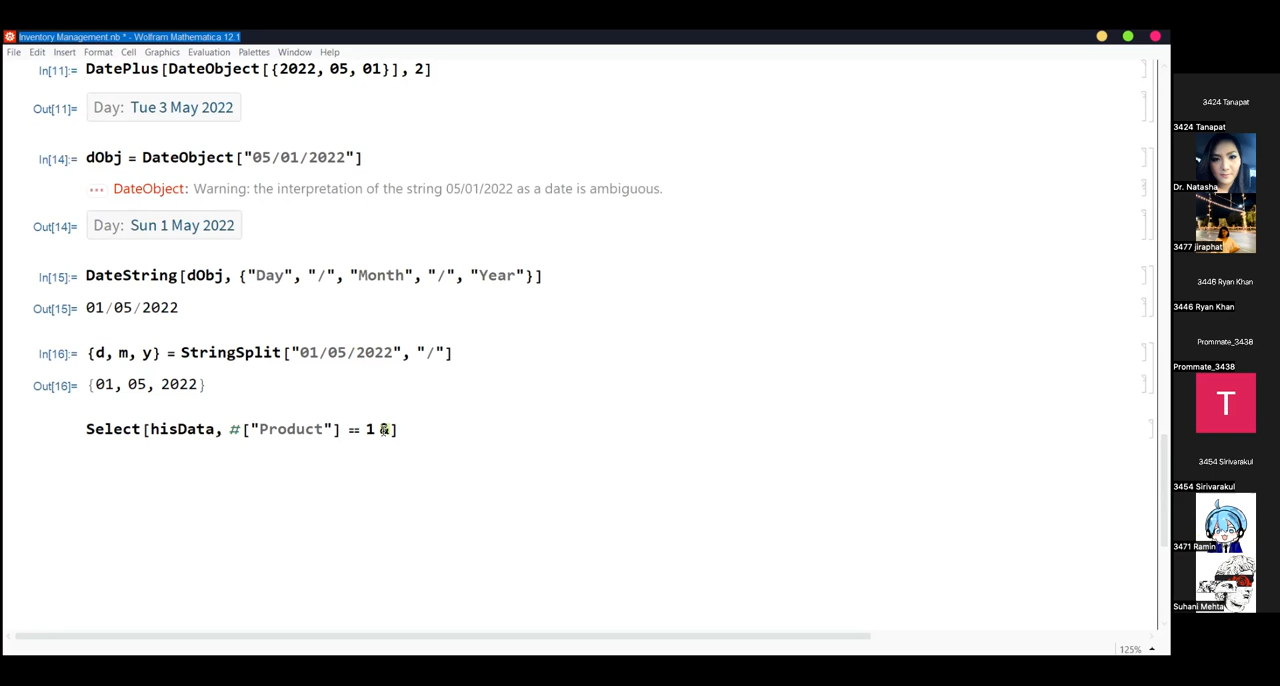 Inventory Management.nb * - Wolfram Mathematica 12.1
File Edit Insert Format Cell Graphics Evaluation Palettes Window Help
In[11]:= DatePlus[DateObject[{2022, 05, 01}], 2]
Out[11]= Day: Tue 3 May 2022
In[14]:= dObj = DateObject["05/01/2022"]
••• DateObject: Warning: the interpretation of the string 05/01/2022 as a date is ambiguous.
Out[14]= Day: Sun 1 May 2022
In[15]:= DateString[dObj, {"Day", "/", "Month", "/", "Year"}]
Out[15]= 01/05/2022
In[16]:= {d, m, y} = StringSplit["01/05/2022", "/"]
Out[16]= {01, 05, 2022}
Select[hisData, #["Product"] == 1 &]
125%
3424 Tanapat
3424 Tanapat
Dr. Natasha
3477 jiraphat
3446 Ryan Khan
3446 Ryan Khan
Prommate_3438
Prommate_3438
T
3454 Sirivarakul
3454 Sirivarakul
3471 Ramin
Suhani Mehta